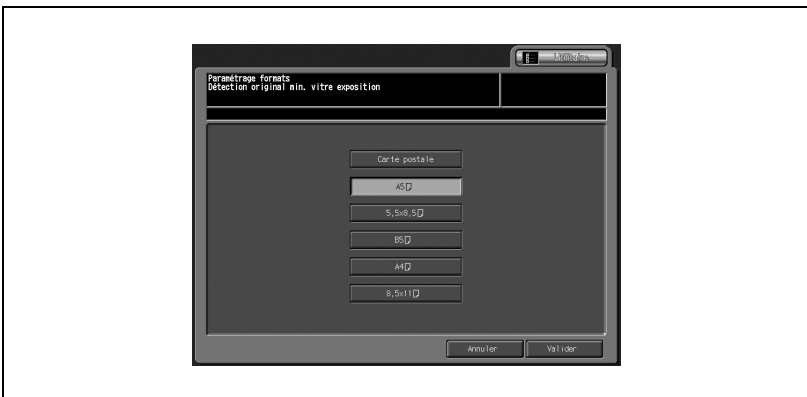 Utilitaire
Paramétrage formats
Détection original min. vitre exposition
Carte postale
A5
5,5x8,5
B5
A4
8,5x11
Annuler
Valider